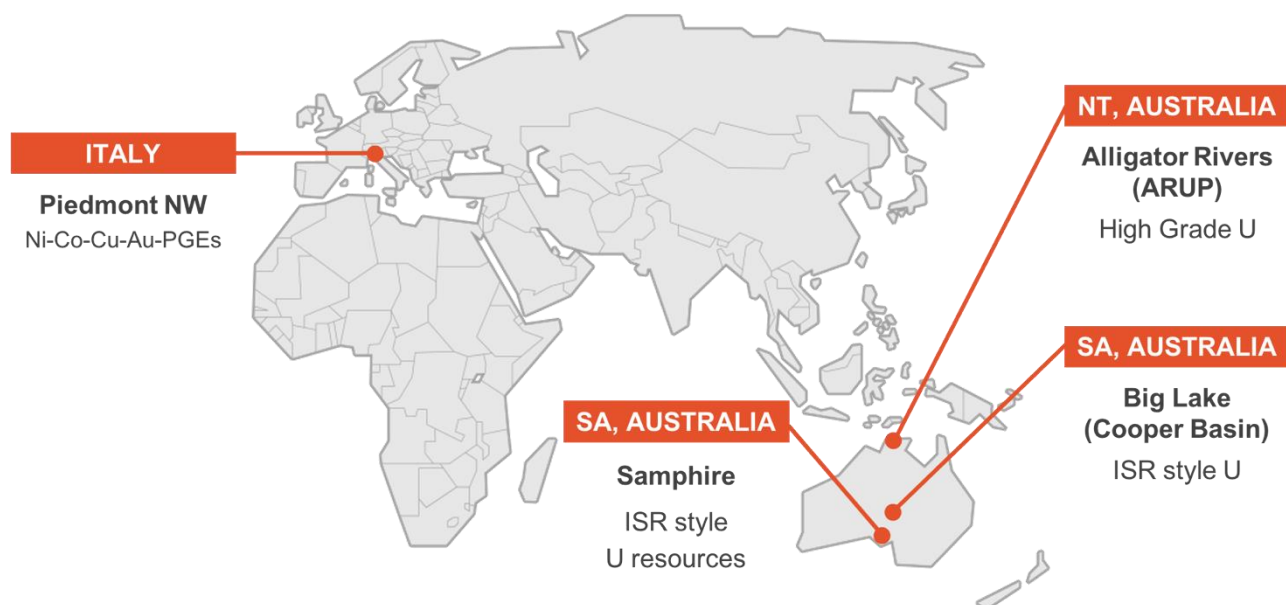 ITALY
Piedmont NW
Ni-Co-Cu-Au-PGEs
NT, AUSTRALIA
Alligator Rivers
(ARUP)
High Grade U
SA, AUSTRALIA
Big Lake
(Cooper Basin)
ISR style U
SA, AUSTRALIA
Samphire
ISR style
U resources